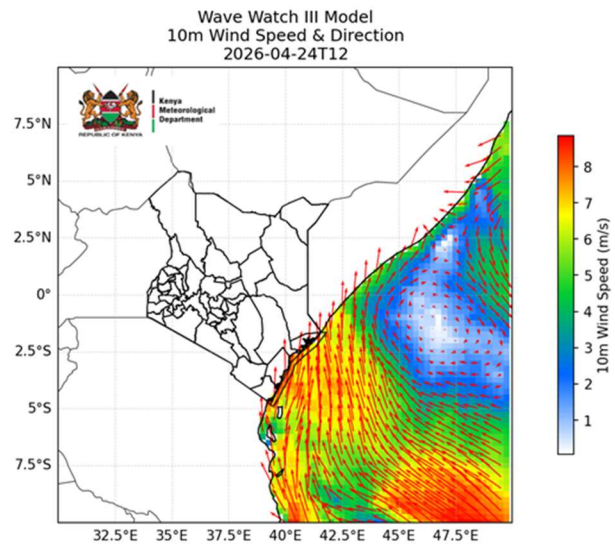 Wave Watch III Model
10m Wind Speed & Direction
2026-04-24T12
Kenya
Meteorological
Department
REPUBLIC OF KENYA
7.5°N
5°N
2.5°N
0°
2.5°S
5°S
7.5°S
32.5°E 35°E 37.5°E 40°E 42.5°E 45°E 47.5°E
8
7
6
5
4
3
2
1
10m Wind Speed (m/s)